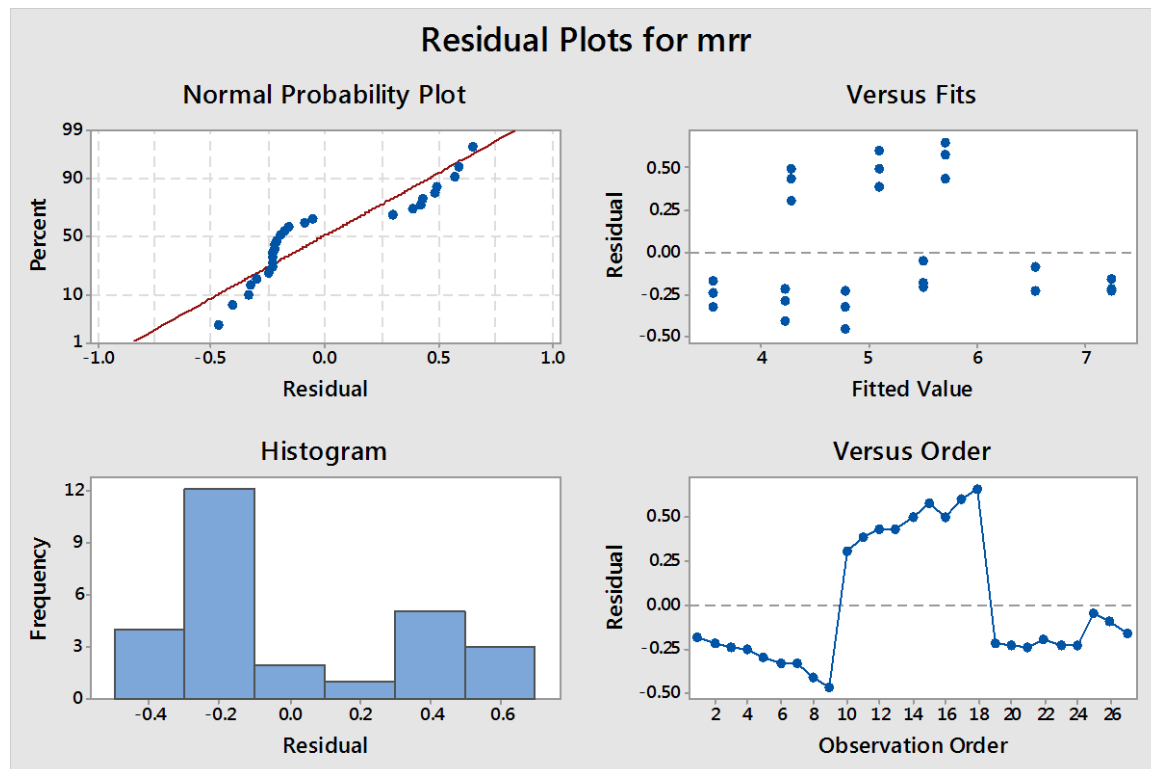 Residual Plots for mrr
Normal Probability Plot
99
90
50
10
1
Percent
-1.0 -0.5 0.0 0.5 1.0
Residual
Versus Fits
0.50
0.25
0.00
-0.25
-0.50
Residual
4 5 6 7
Fitted Value
Histogram
12
9
6
3
0
Frequency
-0.4 -0.2 0.0 0.2 0.4 0.6
Residual
Versus Order
0.50
0.25
0.00
-0.25
-0.50
Residual
2 4 6 8 10 12 14 16 18 20 22 24 26
Observation Order